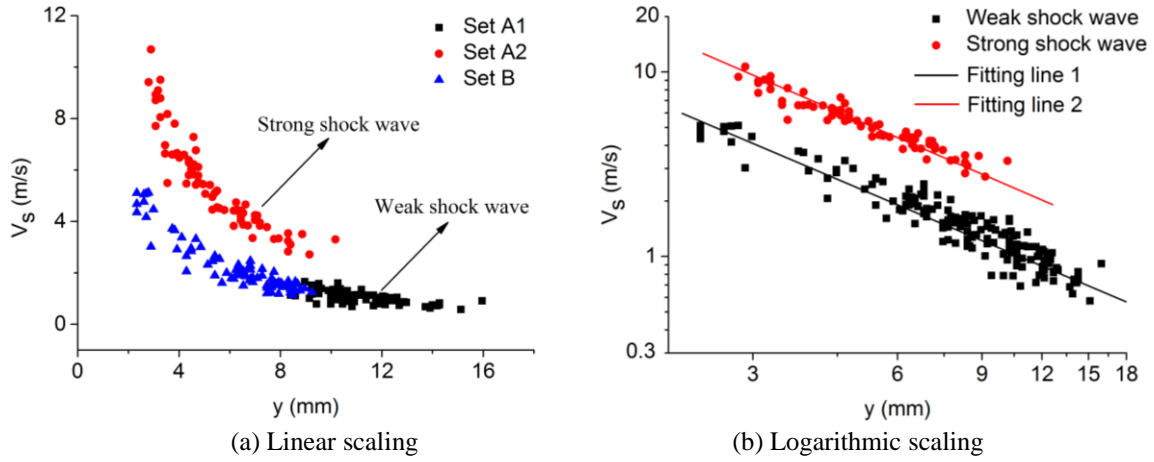 12
8
4
0
0
4
8
12
16
V_S (m/s)
y (mm)
Set A1
Set A2
Set B
Strong shock wave
Weak shock wave
(a) Linear scaling
20
10
1
0.3
3
6
9
12
15
18
V_S (m/s)
y (mm)
Weak shock wave
Strong shock wave
Fitting line 1
Fitting line 2
(b) Logarithmic scaling